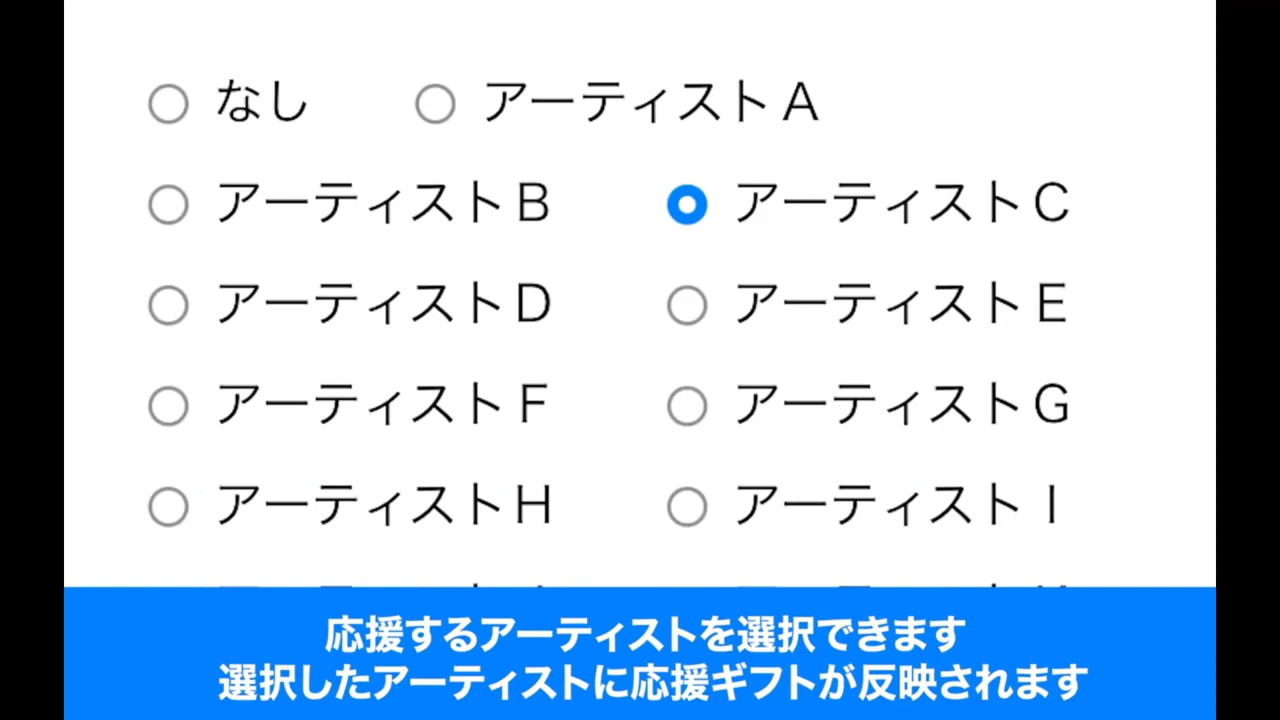 なし アーティストA
アーティストB アーティストC
アーティストD アーティストE
アーティストF アーティストG
アーティストH アーティストI
応援するアーティストを選択できます
選択したアーティストに応援ギフトが反映されます